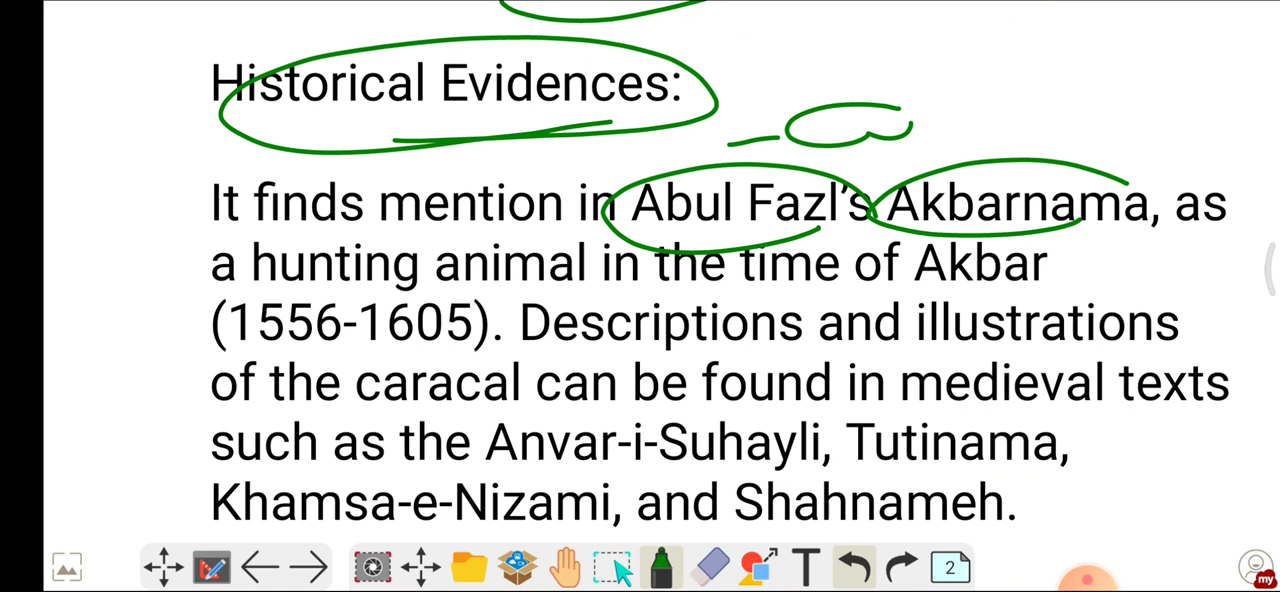 Historical Evidences:
It finds mention in Abul Fazl's Akbarnama, as
a hunting animal in the time of Akbar
(1556-1605). Descriptions and illustrations
of the caracal can be found in medieval texts
such as the Anvar-i-Suhayli, Tutinama,
Khamsa-e-Nizami, and Shahnameh.
T
2
my